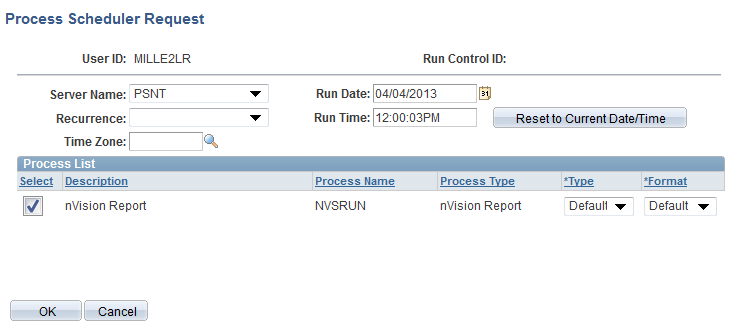 Process Scheduler Request
User ID: MILLE2LR Run Control ID:
Server Name: PSNT Run Date: 04/04/2013 31
Recurrence: Run Time: 12:00:03PM Reset to Current Date/Time
Time Zone:
Process List
Select Description Process Name Process Type *Type *Format
nVision Report NVSRUN nVision Report Default Default
OK Cancel